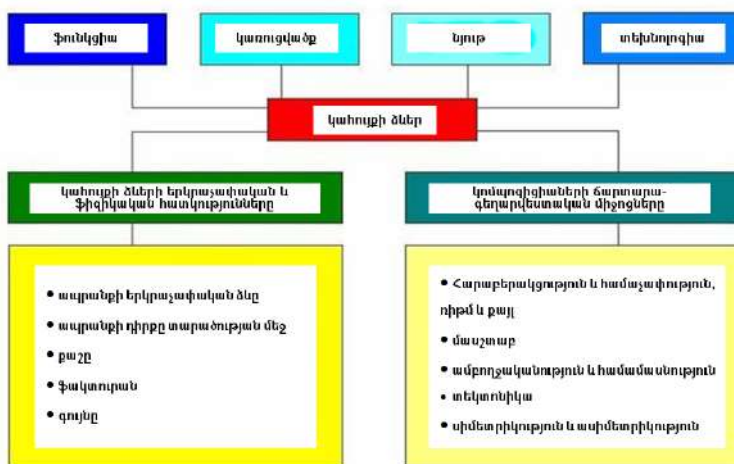 ֆունկցիա
կառուցվածք
նյութ
տեխնոլոգիա
կահույքի ձևեր
կահույքի ձևերի երկրաչափական և
ֆիզիկական հատկությունները
կոմպոզիցիաների ճարտարա-
գեղարվեստական միջոցները
• ապրանքի երկրաչափական ձևը
• ապրանքի դիրքը տարածության մեջ
• քաշը
• ֆակտուրան
• գույնը
• Հարաբերակցություն և համաչափություն,
ռիթմ և քայլ
• մասշտաբ
• ամբողջականություն և համամասնություն
• տեկտոնիկա
• սիմետրիկություն և ասիմետրիկություն